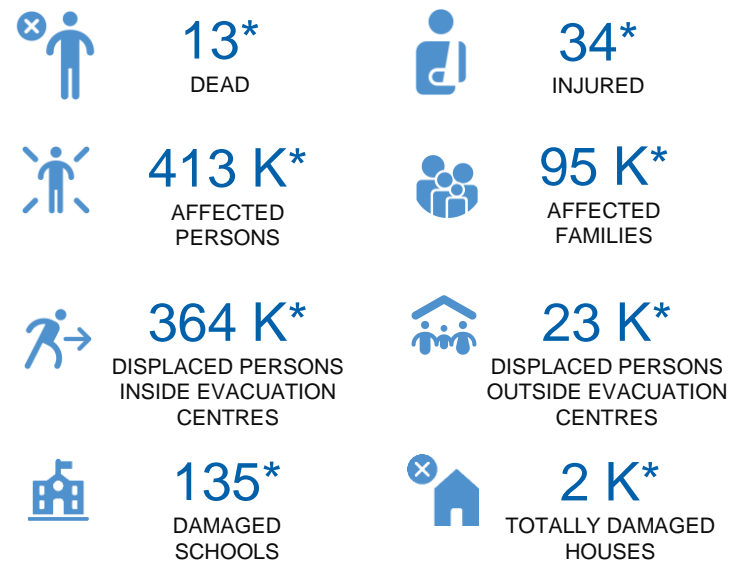 13*
DEAD
34*
INJURED
413 K*
AFFECTED
PERSONS
95 K*
AFFECTED
FAMILIES
364 K*
DISPLACED PERSONS
INSIDE EVACUATION
CENTRES
23 K*
DISPLACED PERSONS
OUTSIDE EVACUATION
CENTRES
135*
DAMAGED
SCHOOLS
2 K*
TOTALLY DAMAGED
HOUSES